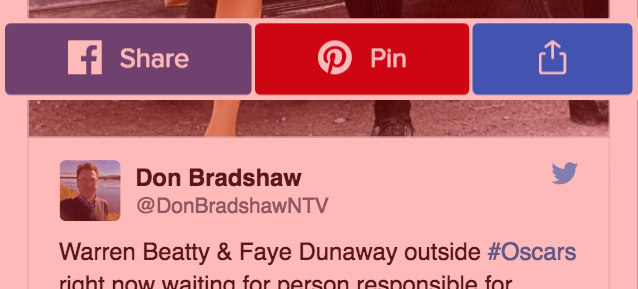 Share
Pin
Don Bradshaw
@DonBradshawNTV
Warren Beatty & Faye Dunaway outside #Oscars
right now waiting for person responsible for